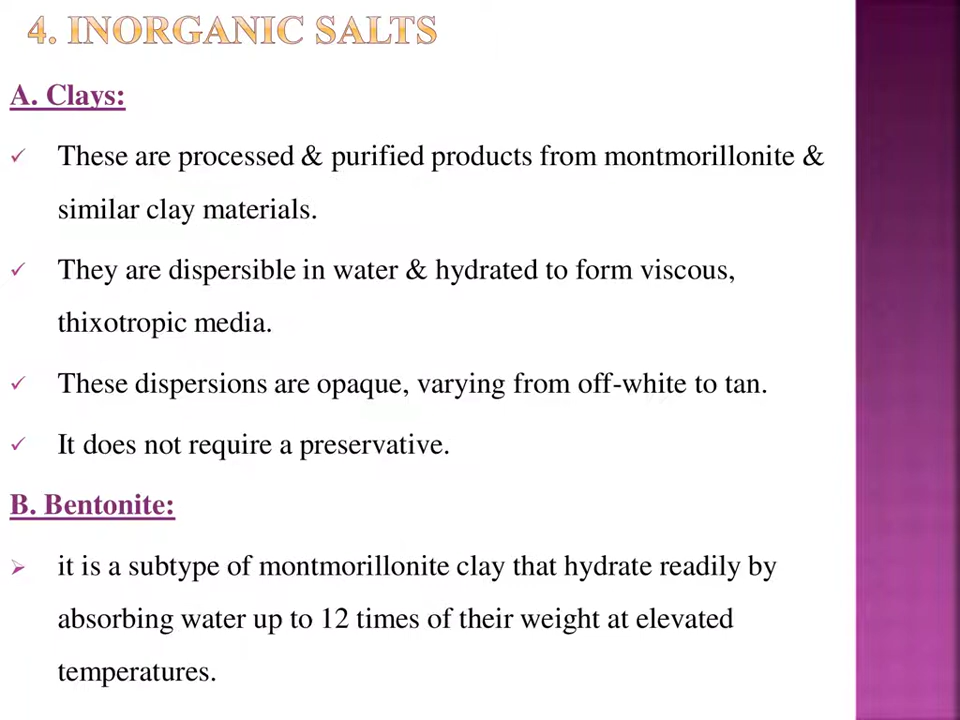 4. INORGANIC SALTS
A. Clays:
✓ These are processed & purified products from montmorillonite &
similar clay materials.
✓ They are dispersible in water & hydrated to form viscous,
thixotropic media.
✓ These dispersions are opaque, varying from off-white to tan.
✓ It does not require a preservative.
B. Bentonite:
➢ it is a subtype of montmorillonite clay that hydrate readily by
absorbing water up to 12 times of their weight at elevated
temperatures.